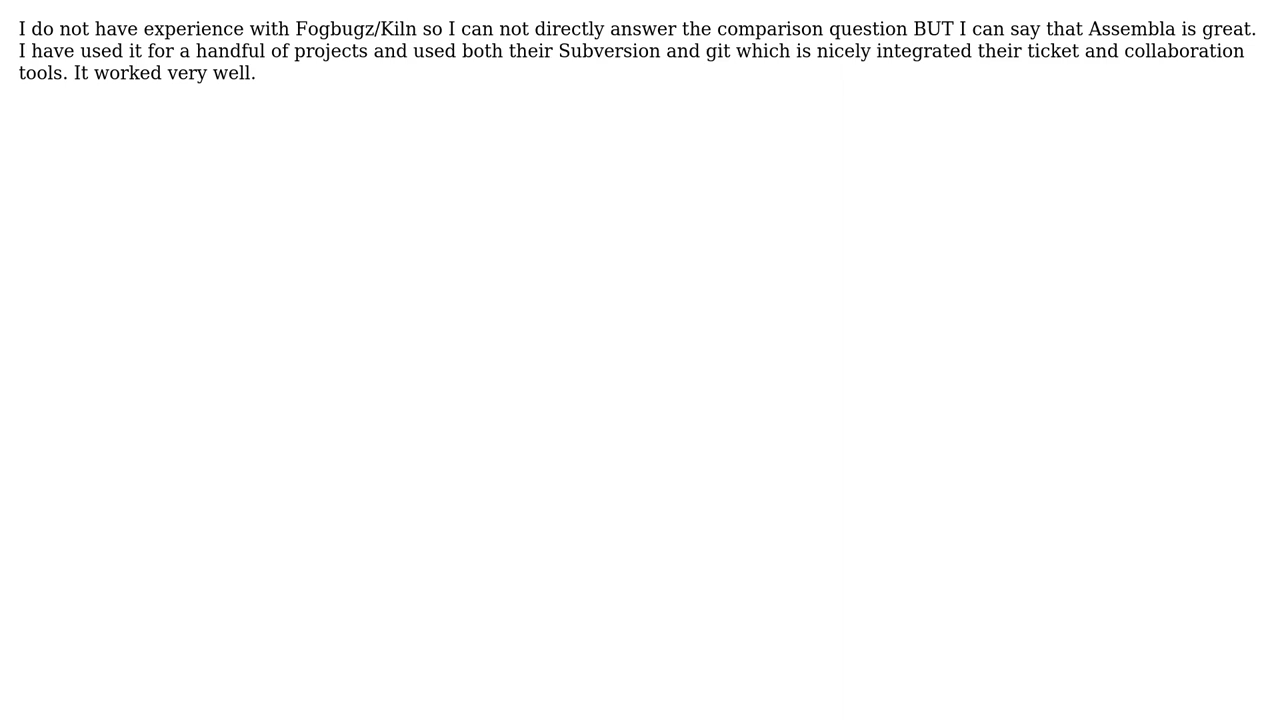 I do not have experience with Fogbugz/Kiln so I can not directly answer the comparison question BUT I can say that Assembla is great.
I have used it for a handful of projects and used both their Subversion and git which is nicely integrated their ticket and collaboration
tools. It worked very well.